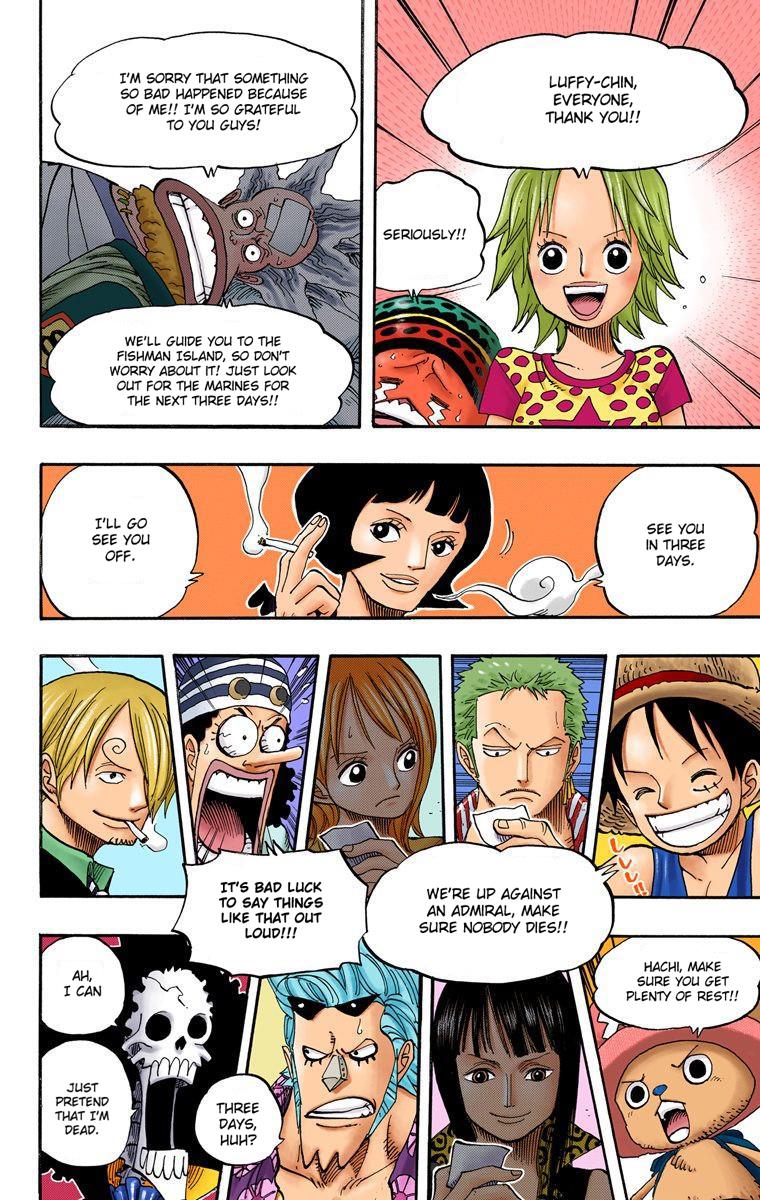 LUFFY-CHIN,
EVERYONE,
THANK YOU!!
SERIOUSLY!!
I'M SORRY THAT SOMETHING
SO BAD HAPPENED BECAUSE
OF ME!! I'M SO GRATEFUL
TO YOU GUYS!
WE'LL GUIDE YOU TO THE
FISHMAN ISLAND, SO DON'T
WORRY ABOUT IT! JUST LOOK
OUT FOR THE MARINES FOR
THE NEXT THREE DAYS!!
SEE YOU
IN THREE
DAYS.
I'LL GO
SEE YOU
OFF.
ししし!!
WE'RE UP AGAINST
AN ADMIRAL, MAKE
SURE NOBODY DIES!!
IT'S BAD LUCK
TO SAY THINGS
LIKE THAT OUT
LOUD!!!
HACHI, MAKE
SURE YOU GET
PLENTY OF REST!!
THREE
DAYS,
HUH?
AH,
I CAN
JUST
PRETEND
THAT I'M
DEAD.